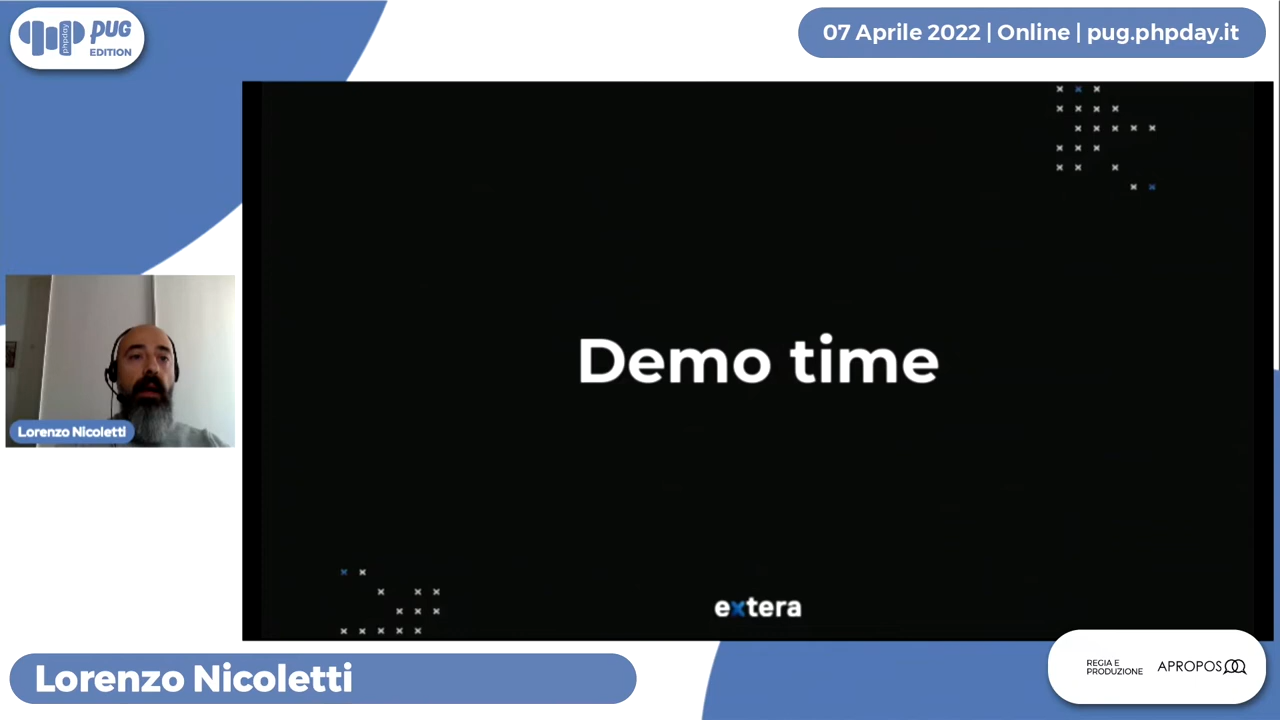 phpday
PUG
EDITION
07 Aprile 2022 | Online | pug.phpday.it
Demo time
Lorenzo Nicoletti
extera
Lorenzo Nicoletti
REGIA E
PRODUZIONE
APROPOS